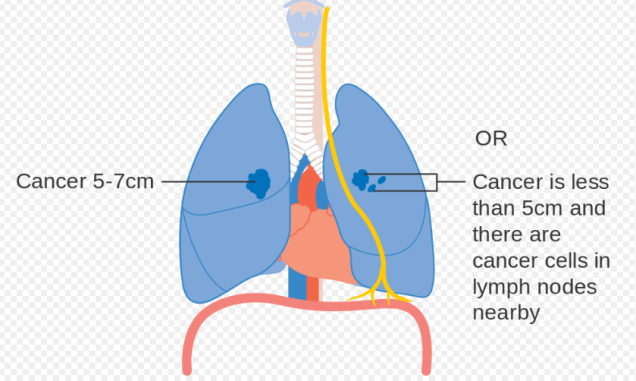 Cancer 5-7cm
OR
Cancer is less
than 5cm and
there are
cancer cells in
lymph nodes
nearby